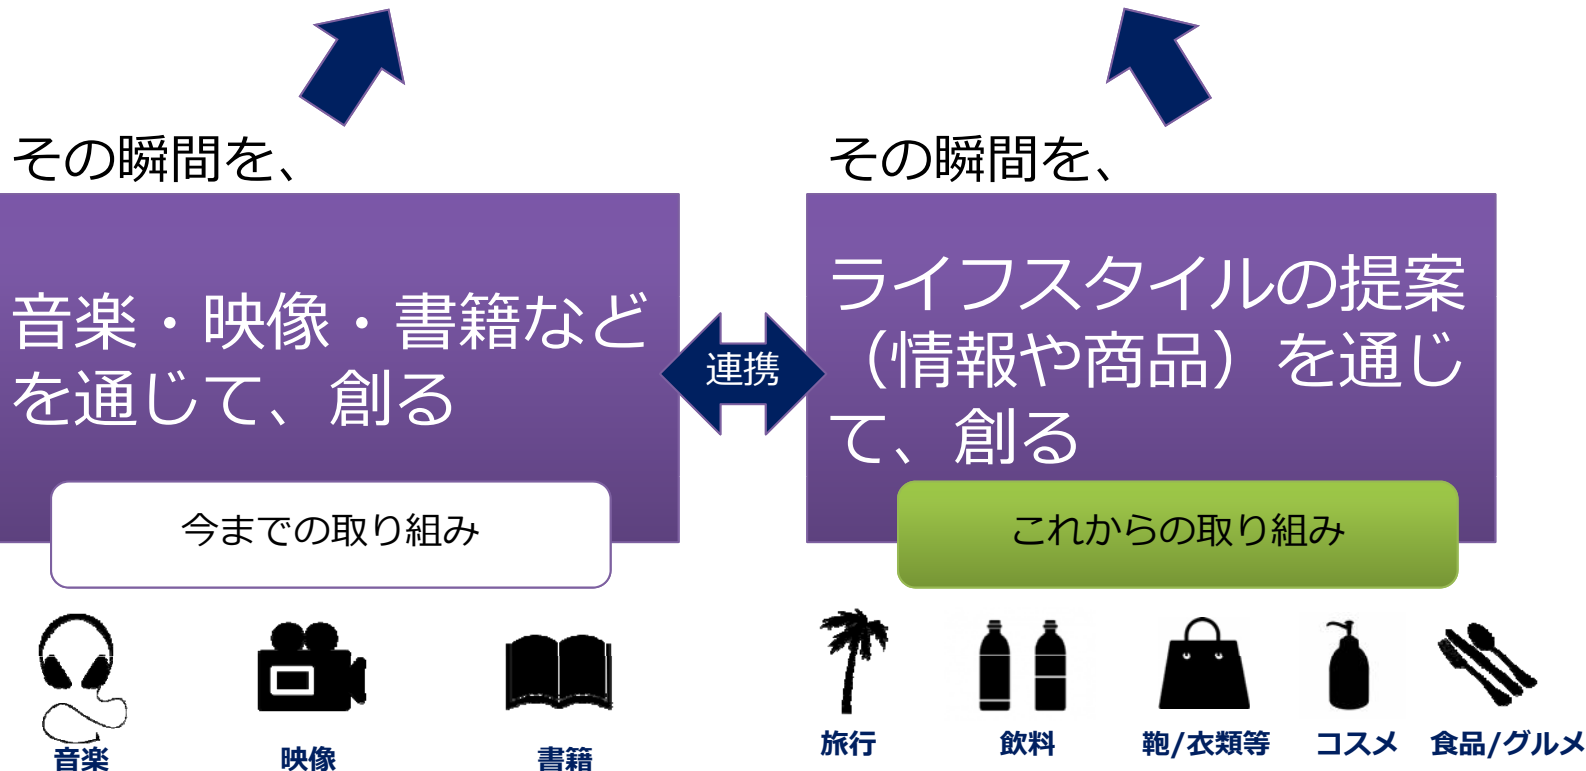 その瞬間を、
音楽・映像・書籍など
を通じて、創る
今までの取り組み
音楽
映像
書籍
連携
その瞬間を、
ライフスタイルの提案
（情報や商品）を通じ
て、創る
これからの取り組み
旅行
飲料
鞄/衣類等
コスメ
食品/グルメ